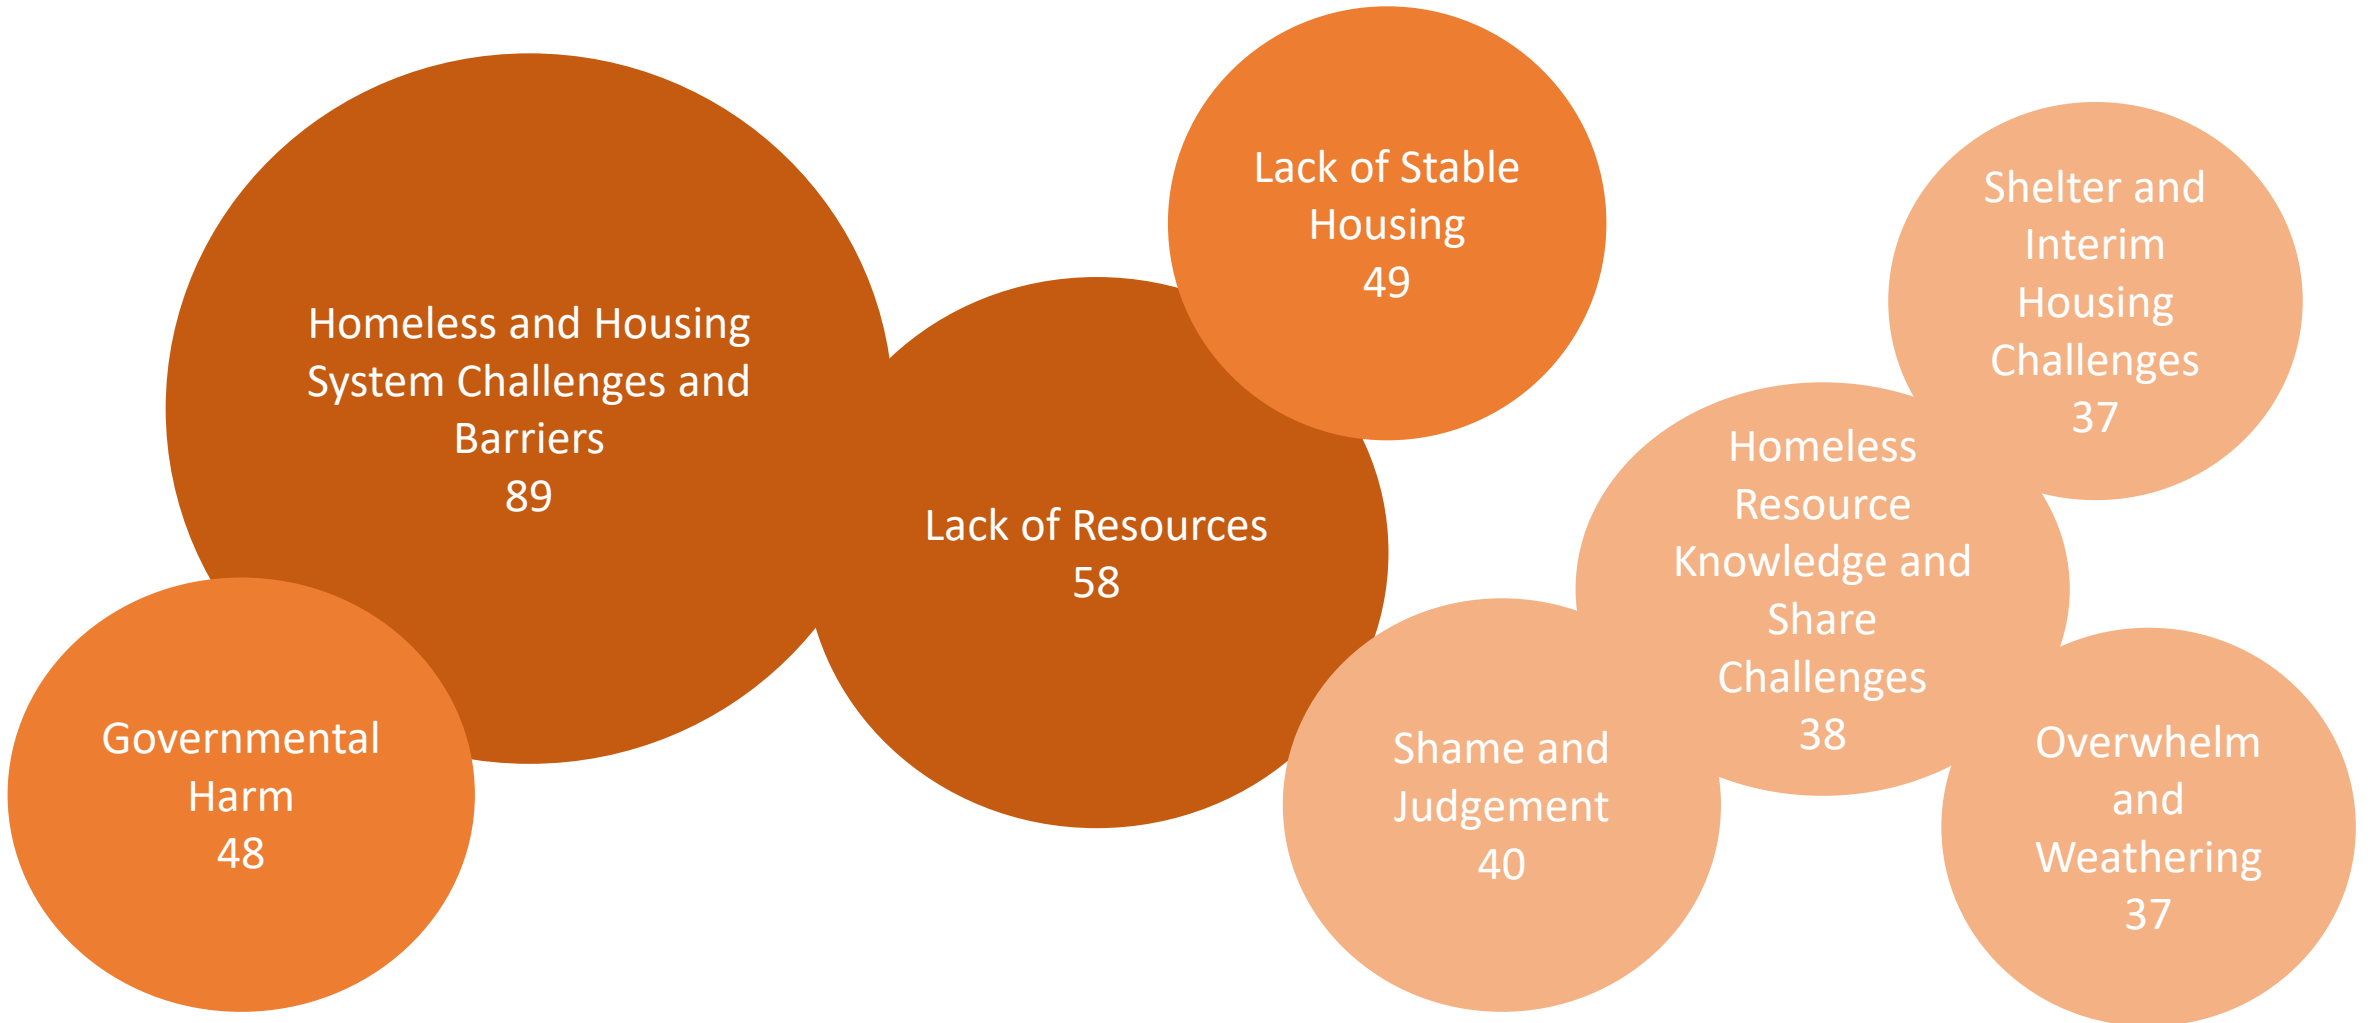 Homeless and Housing
System Challenges and
Barriers
89
Governmental
Harm
48
Lack of Resources
58
Lack of Stable
Housing
49
Shame and
Judgement
40
Homeless
Resource
Knowledge and
Share
Challenges
38
Shelter and
Interim
Housing
Challenges
37
Overwhelm
and
Weathering
37